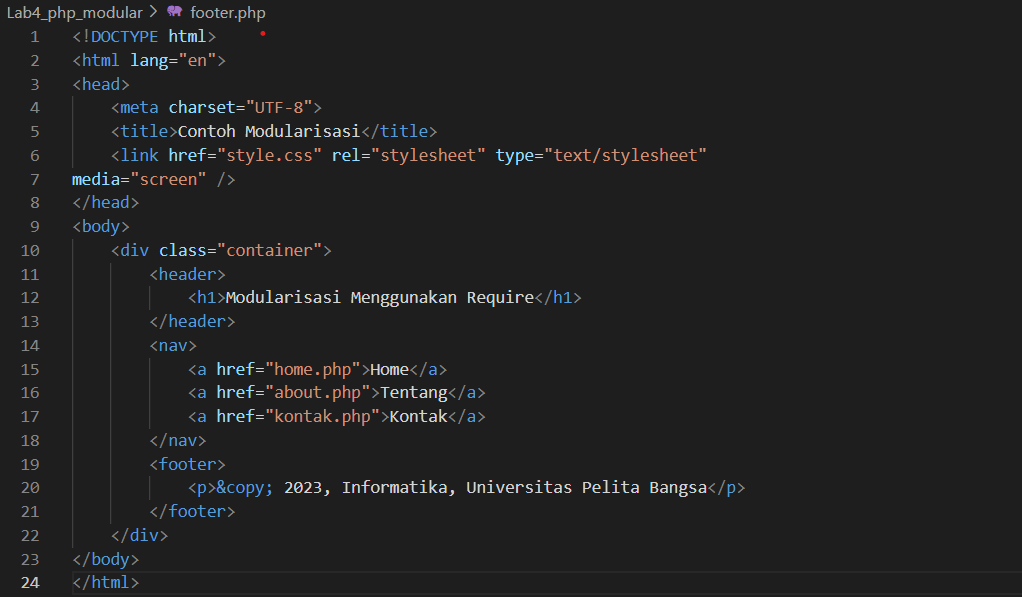 Lab4_php_modular > footer.php
1 <!DOCTYPE html>
2 <html lang="en">
3 <head>
4 <meta charset="UTF-8">
5 <title>Contoh Modularisasi</title>
6 <link href="style.css" rel="stylesheet" type="text/stylesheet"
7 media="screen" />
8 </head>
9 <body>
10 <div class="container">
11 <header>
12 <h1>Modularisasi Menggunakan Require</h1>
13 </header>
14 <nav>
15 <a href="home.php">Home</a>
16 <a href="about.php">Tentang</a>
17 <a href="kontak.php">Kontak</a>
18 </nav>
19 <footer>
20 <p>&copy; 2023, Informatika, Universitas Pelita Bangsa</p>
21 </footer>
22 </div>
23 </body>
24 </html>